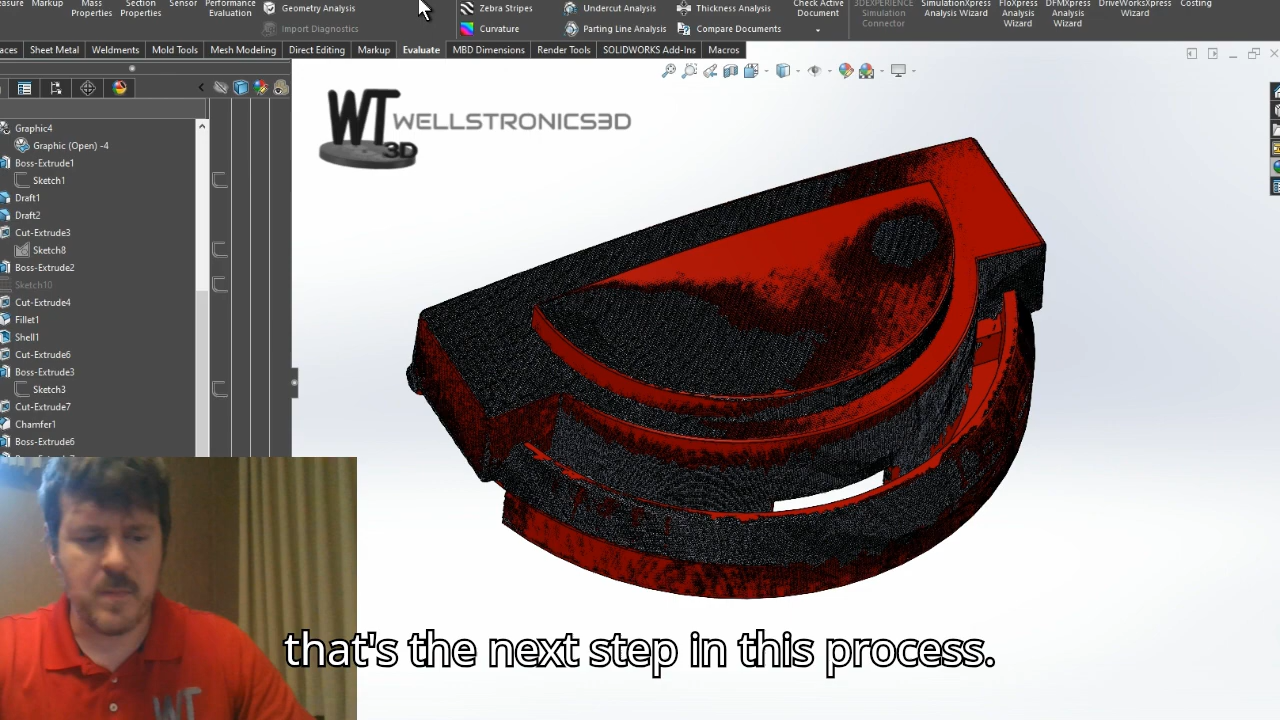 Markup
Mass Properties
Section Properties
Sensor
Performance Evaluation
Geometry Analysis
Import Diagnostics
Zebra Stripes
Curvature
Undercut Analysis
Parting Line Analysis
Thickness Analysis
Compare Documents
Check Active Document
3DEXPERIENCE Simulation Connector
SimulationXpress Analysis Wizard
FloXpress Analysis Wizard
DFMXpress Analysis Wizard
DriveWorksXpress Wizard
Costing
Sheet Metal
Weldments
Mold Tools
Mesh Modeling
Direct Editing
Markup
Evaluate
MBD Dimensions
Render Tools
SOLIDWORKS Add-Ins
Macros
WT 3D WELLSTRONICS3D
Graphic4
Graphic (Open) -4
Boss-Extrude1
Sketch1
Draft1
Draft2
Cut-Extrude3
Sketch8
Boss-Extrude2
Sketch10
Cut-Extrude4
Fillet1
Shell1
Cut-Extrude6
Boss-Extrude3
Sketch3
Cut-Extrude7
Chamfer1
Boss-Extrude6
WT
that's the next step in this process.